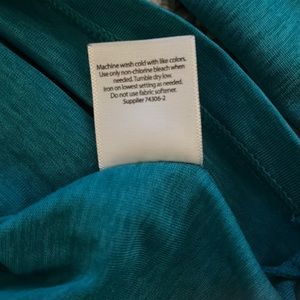 Machine wash cold with like colors.
Use only non-chlorine bleach when
needed. Tumble dry low.
Iron on lowest setting as needed.
Do not use fabric softener.
Supplier 74306-2